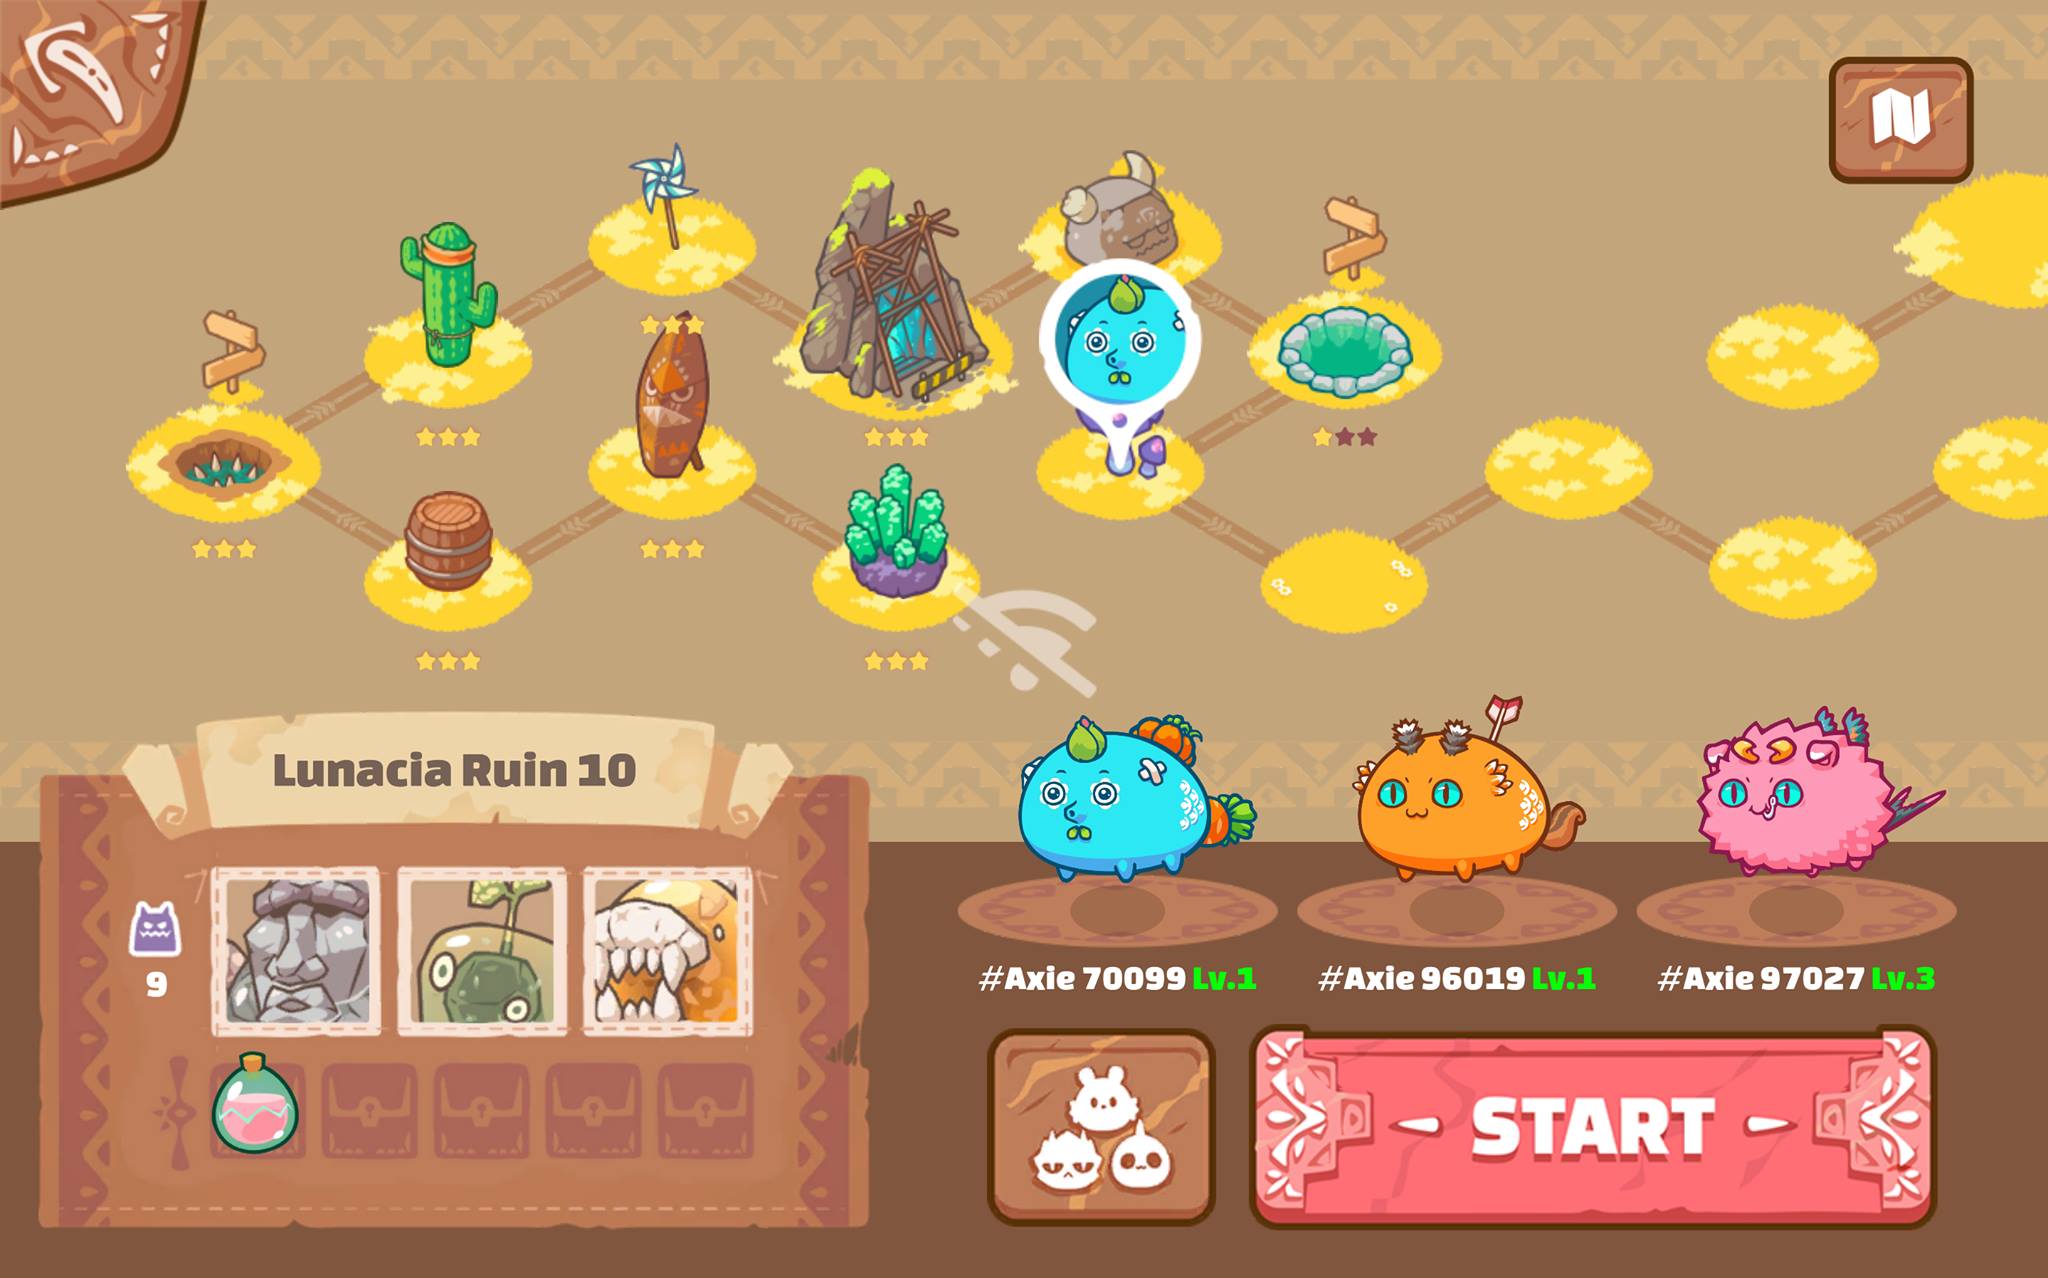 Lunacia Ruin 10
9
#Axie 70099 Lv.1
#Axie 96019 Lv.1
#Axie 97027 Lv.3
START